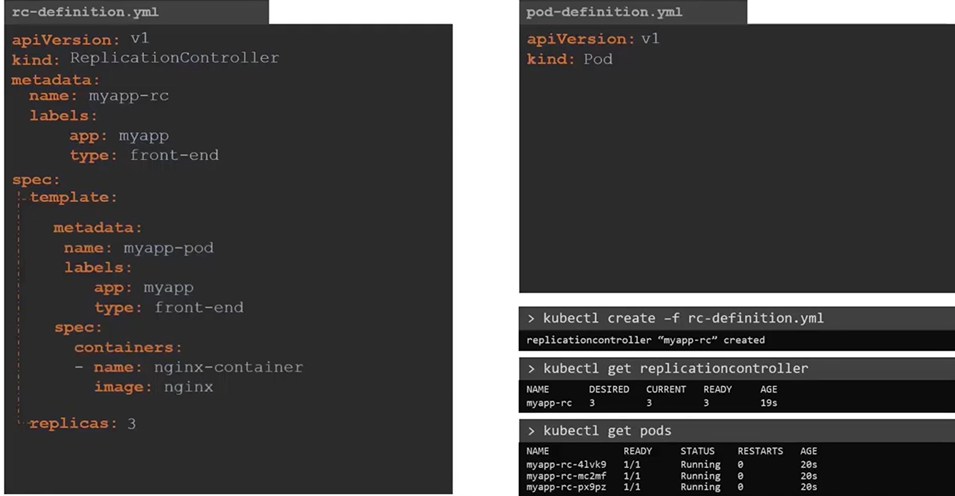 rc-definition.yml
apiVersion: v1
kind: ReplicationController
metadata:
name: myapp-rc
labels:
app: myapp
type: front-end
spec:
template:
metadata:
name: myapp-pod
labels:
app: myapp
type: front-end
spec:
containers:
- name: nginx-container
image: nginx
replicas: 3
pod-definition.yml
apiVersion: v1
kind: Pod
> kubectl create –f rc-definition.yml
replicationcontroller “myapp-rc” created
> kubectl get replicationcontroller
NAME DESIRED CURRENT READY AGE
myapp-rc 3 3 3 19s
> kubectl get pods
NAME READY STATUS RESTARTS AGE
myapp-rc-4lvk9 1/1 Running 0 20s
myapp-rc-mc2mf 1/1 Running 0 20s
myapp-rc-px9pz 1/1 Running 0 20s